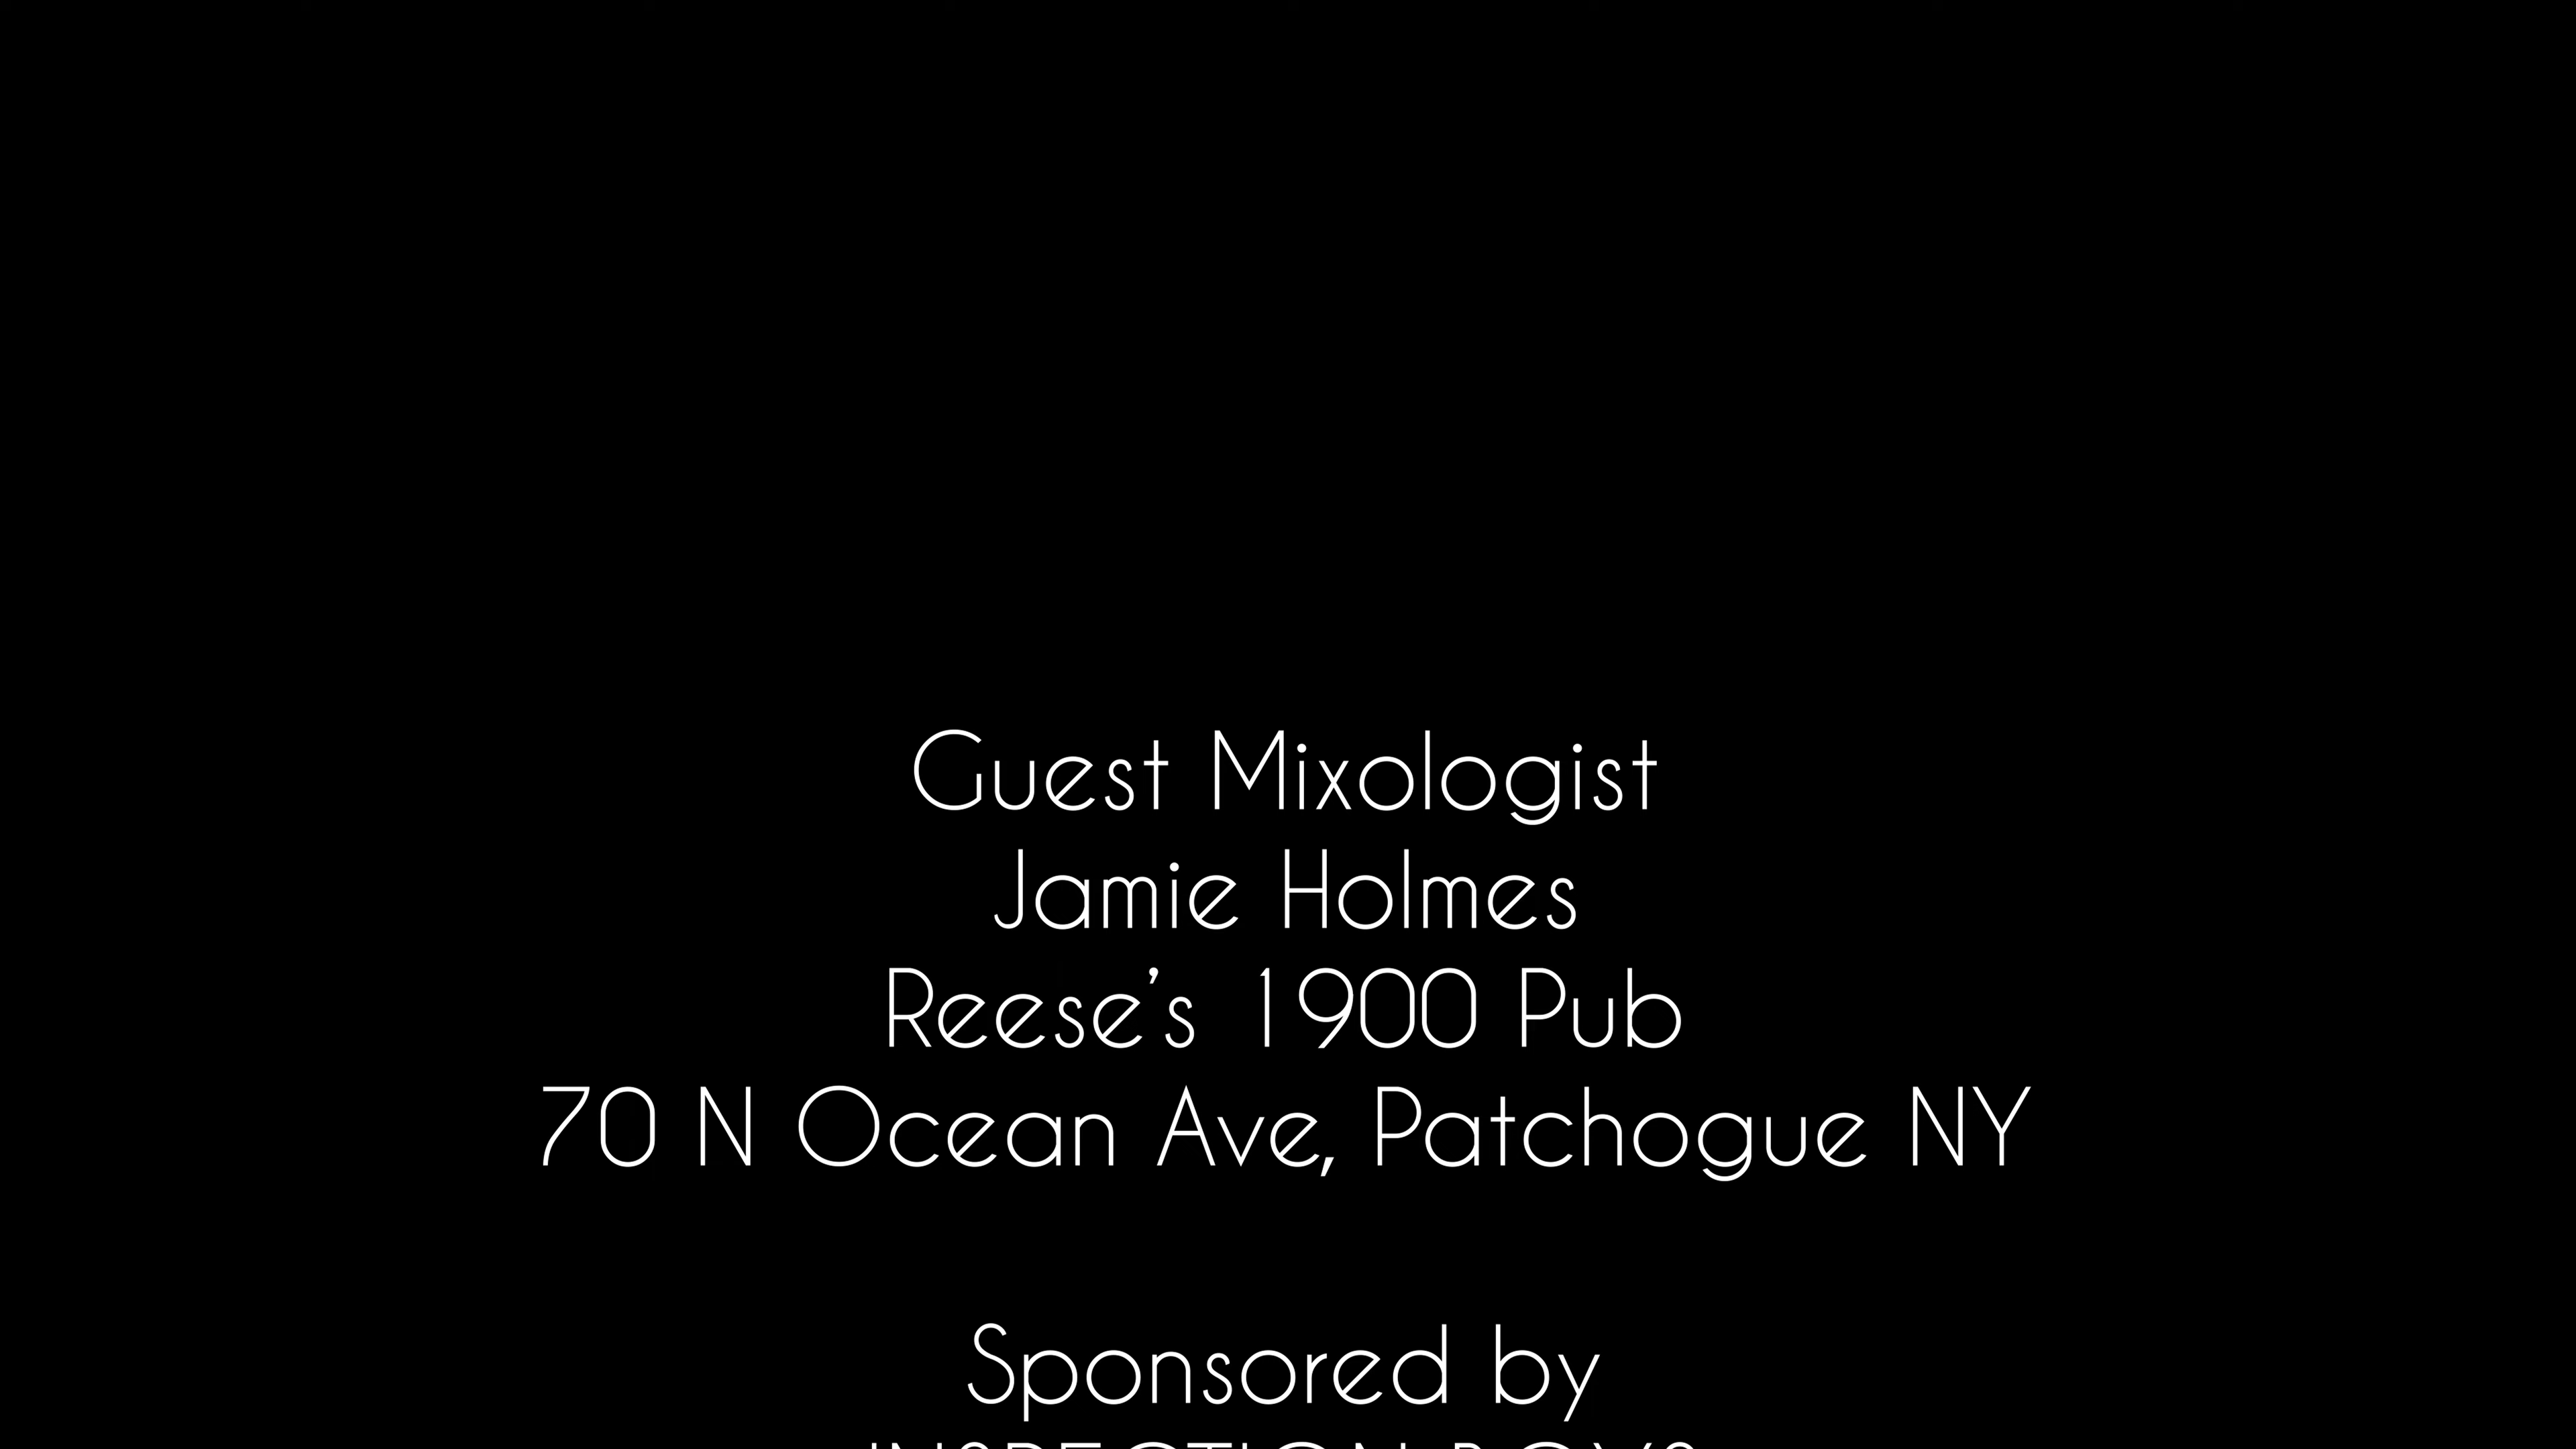 Guest Mixologist
Jamie Holmes
Reese's 1900 Pub
70 N Ocean Ave, Patchogue NY
Sponsored by